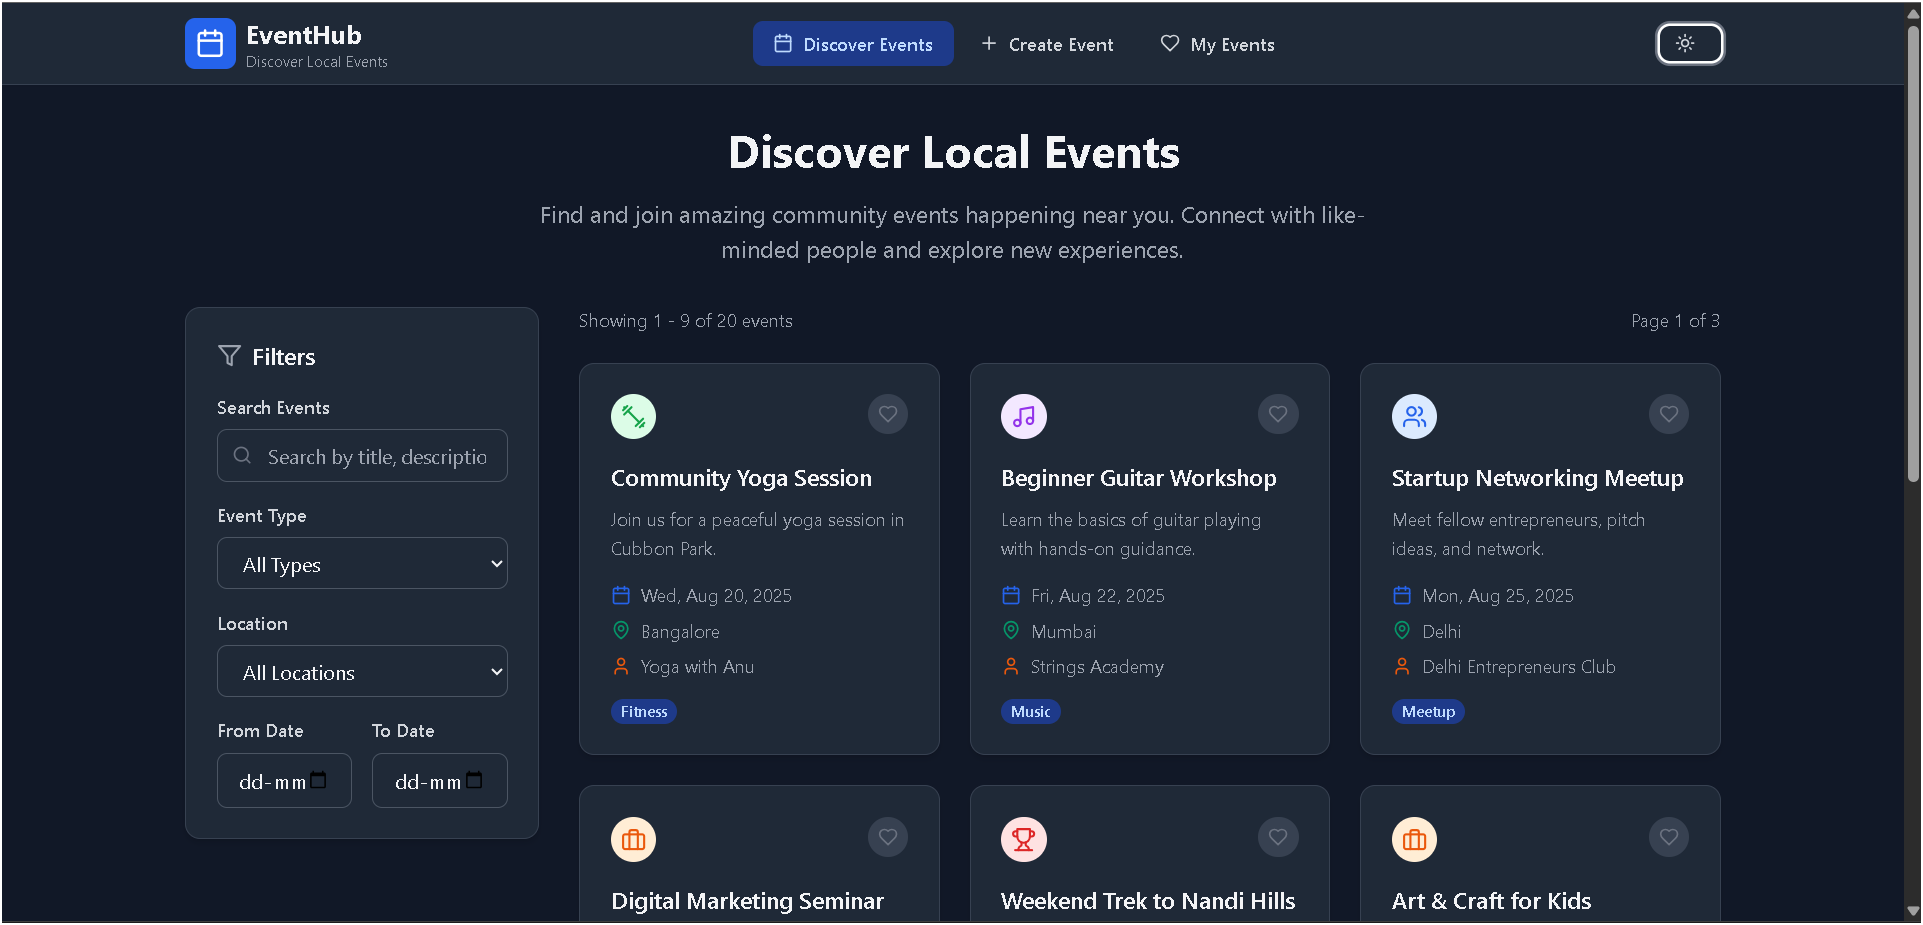 EventHub
Discover Local Events
Discover Events
Create Event
My Events
Discover Local Events
Find and join amazing community events happening near you. Connect with like-
minded people and explore new experiences.
Filters
Search Events
Search by title, descriptio
Event Type
All Types
Location
All Locations
From Date
To Date
dd-mm
dd-mm
Showing 1 - 9 of 20 events
Page 1 of 3
Community Yoga Session
Join us for a peaceful yoga session in
Cubbon Park.
Wed, Aug 20, 2025
Bangalore
Yoga with Anu
Fitness
Beginner Guitar Workshop
Learn the basics of guitar playing
with hands-on guidance.
Fri, Aug 22, 2025
Mumbai
Strings Academy
Music
Startup Networking Meetup
Meet fellow entrepreneurs, pitch
ideas, and network.
Mon, Aug 25, 2025
Delhi
Delhi Entrepreneurs Club
Meetup
Digital Marketing Seminar
Weekend Trek to Nandi Hills
Art & Craft for Kids